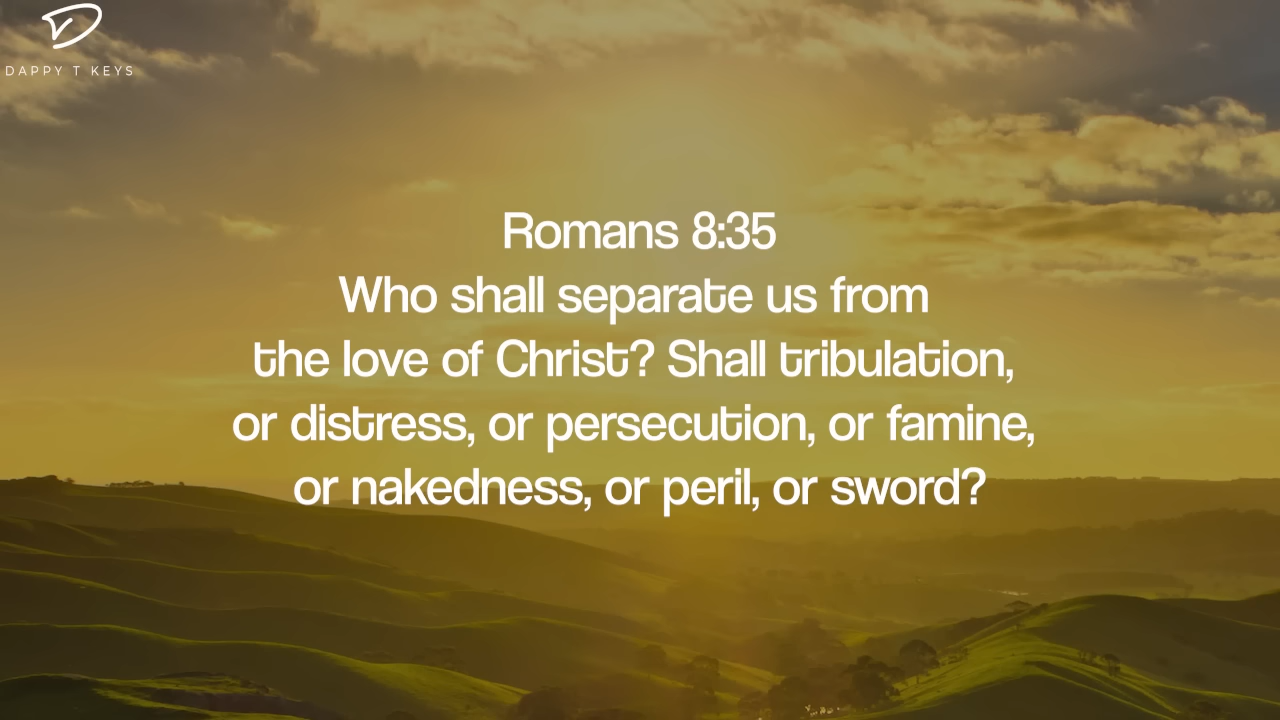 DAPPY T KEYS
Romans 8:35
Who shall separate us from
the love of Christ? Shall tribulation,
or distress, or persecution, or famine,
or nakedness, or peril, or sword?